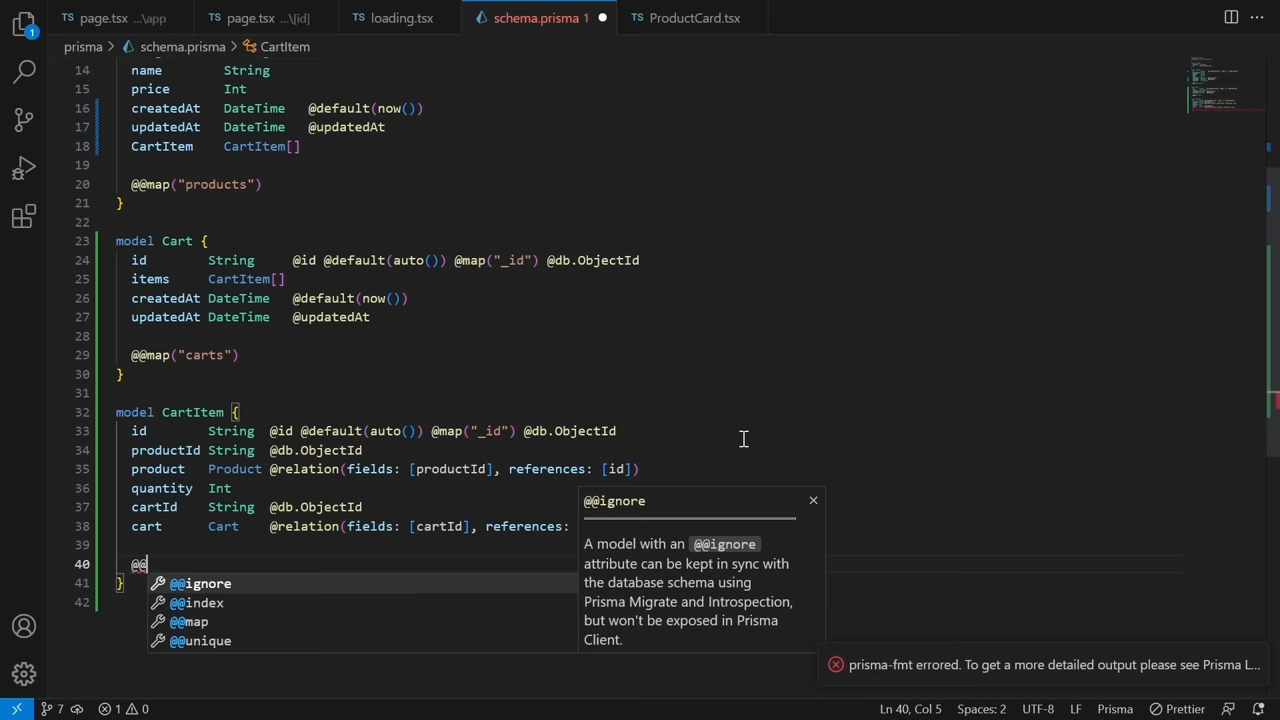 page.tsx ...\app
page.tsx ...\[id]
loading.tsx
schema.prisma 1
ProductCard.tsx
prisma > schema.prisma > CartItem
14 name String
15 price Int
16 createdAt DateTime @default(now())
17 updatedAt DateTime @updatedAt
18 CartItem CartItem[]
19
20 @@map("products")
21 }
22
23 model Cart {
24 id String @id @default(auto()) @map("_id") @db.ObjectId
25 items CartItem[]
26 createdAt DateTime @default(now())
27 updatedAt DateTime @updatedAt
28
29 @@map("carts")
30 }
31
32 model CartItem {
33 id String @id @default(auto()) @map("_id") @db.ObjectId
34 productId String @db.ObjectId
35 product Product @relation(fields: [productId], references: [id])
36 quantity Int
37 cartId String @db.ObjectId
38 cart Cart @relation(fields: [cartId], references:
39
40 @@
41 }
42
@@ignore
@@index
@@map
@@unique
@@ignore
A model with an @@ignore
attribute can be kept in sync with
the database schema using
Prisma Migrate and Introspection,
but won't be exposed in Prisma
Client.
prisma-fmt errored. To get a more detailed output please see Prisma L...
1
7
1 0
Ln 40, Col 5
Spaces: 2
UTF-8
LF
Prisma
Prettier